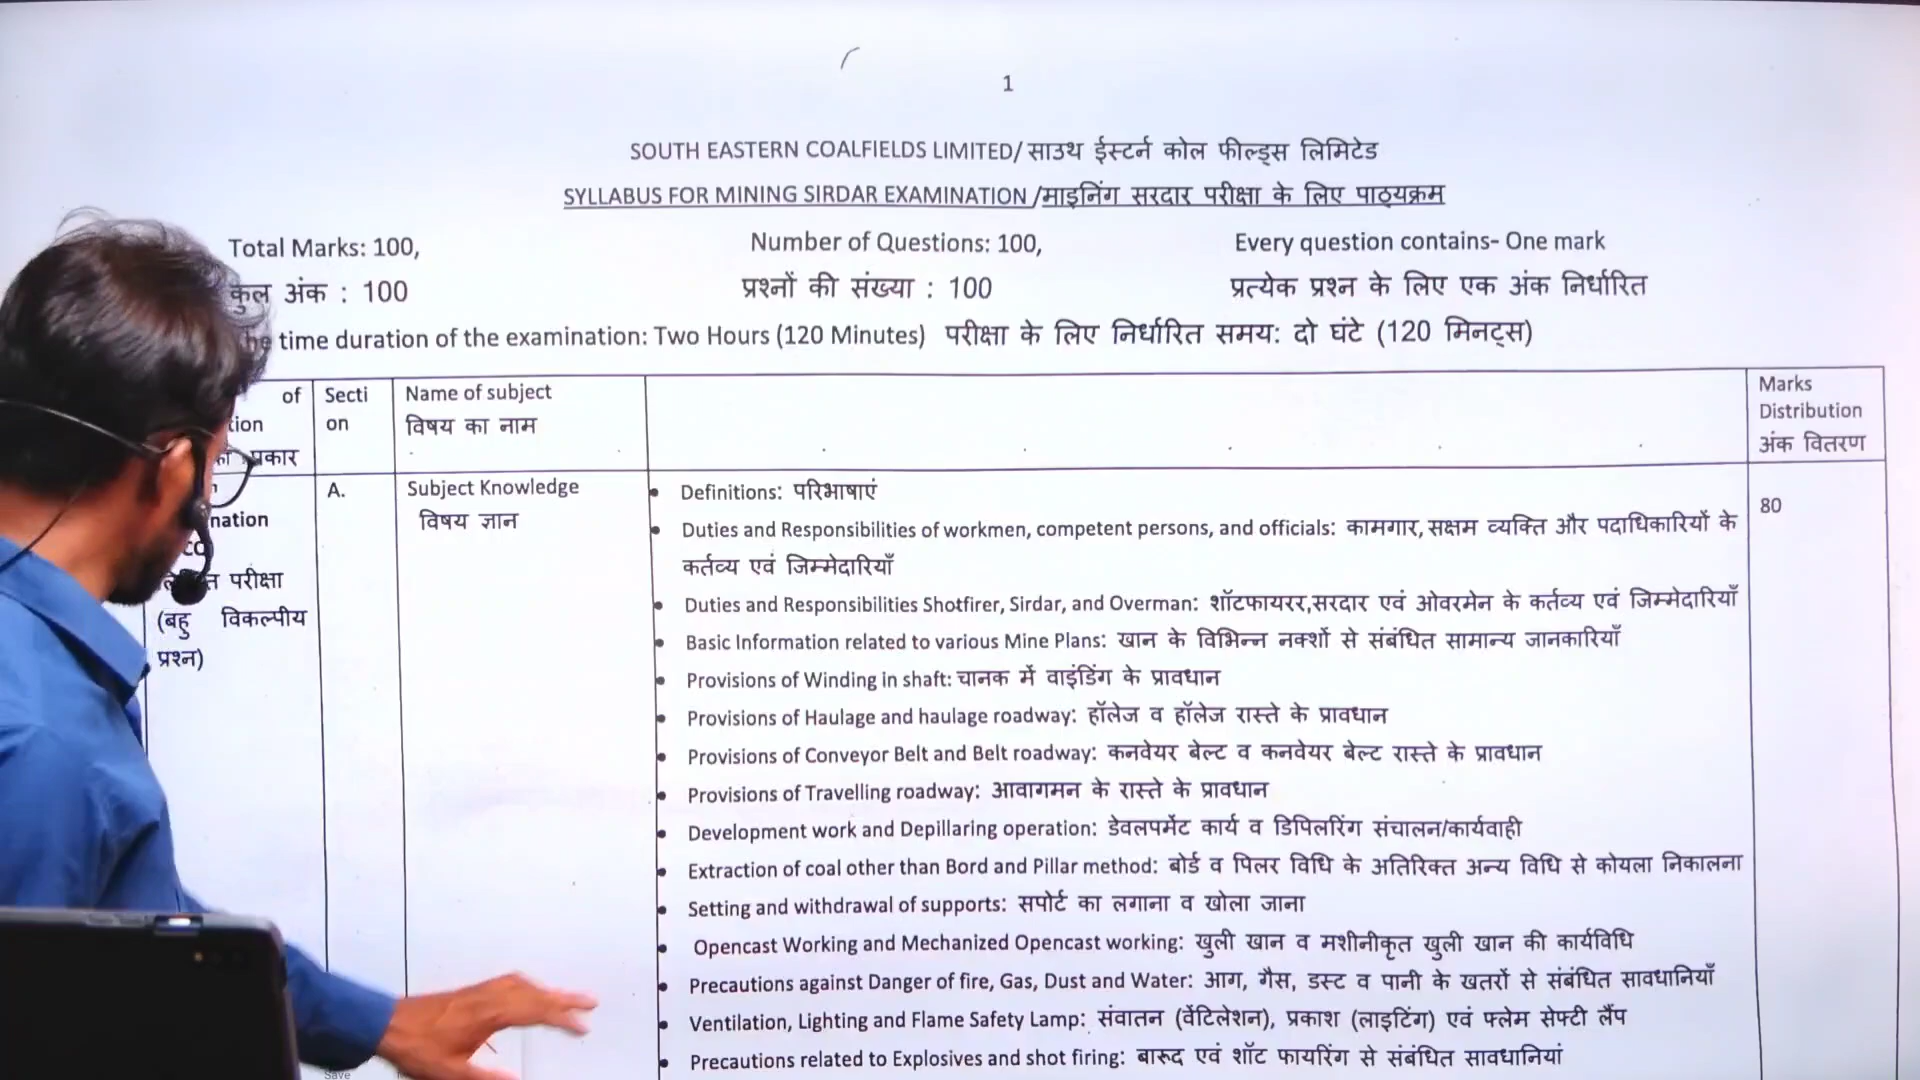 1
SOUTH EASTERN COALFIELDS LIMITED/ साउथ ईस्टर्न कोल फील्ड्स लिमिटेड
SYLLABUS FOR MINING SIRDAR EXAMINATION /माइनिंग सरदार परीक्षा के लिए पाठ्यक्रम
Total Marks: 100, Number of Questions: 100, Every question contains- One mark
कुल अंक : 100 प्रश्नों की संख्या : 100 प्रत्येक प्रश्न के लिए एक अंक निर्धारित
time duration of the examination: Two Hours (120 Minutes) परीक्षा के लिए निर्धारित समय: दो घंटे (120 मिनट्स)
of
प्रकार
Secti
on
Name of subject
विषय का नाम
Marks
Distribution
अंक वितरण
परीक्षा
(बहु विकल्पीय
प्रश्न)
A.
Subject Knowledge
विषय ज्ञान
• Definitions: परिभाषाएं
• Duties and Responsibilities of workmen, competent persons, and officials: कामगार, सक्षम व्यक्ति और पदाधिकारियों के
कर्तव्य एवं जिम्मेदारियाँ
• Duties and Responsibilities Shotfirer, Sirdar, and Overman: शॉटफायरर,सरदार एवं ओवरमेन के कर्तव्य एवं जिम्मेदारियाँ
• Basic Information related to various Mine Plans: खान के विभिन्न नक्शों से संबंधित सामान्य जानकारियाँ
• Provisions of Winding in shaft: चानक में वाइंडिंग के प्रावधान
• Provisions of Haulage and haulage roadway: हॉलेज व हॉलेज रास्ते के प्रावधान
• Provisions of Conveyor Belt and Belt roadway: कनवेयर बेल्ट व कनवेयर बेल्ट रास्ते के प्रावधान
• Provisions of Travelling roadway: आवागमन के रास्ते के प्रावधान
• Development work and Depillaring operation: डेवलपमेंट कार्य व डिपिलरिंग संचालन/कार्यवाही
• Extraction of coal other than Bord and Pillar method: बोर्ड व पिलर विधि के अतिरिक्त अन्य विधि से कोयला निकालना
• Setting and withdrawal of supports: सपोर्ट का लगाना व खोला जाना
• Opencast Working and Mechanized Opencast working: खुली खान व मशीनीकृत खुली खान की कार्यविधि
• Precautions against Danger of fire, Gas, Dust and Water: आग, गैस, डस्ट व पानी के खतरों से संबंधित सावधानियाँ
• Ventilation, Lighting and Flame Safety Lamp: संवातन (वेंटिलेशन), प्रकाश (लाइटिंग) एवं फ्लेम सेफ्टी लैंप
• Precautions related to Explosives and shot firing: बारूद एवं शॉट फायरिंग से संबंधित सावधानियां
80
Save